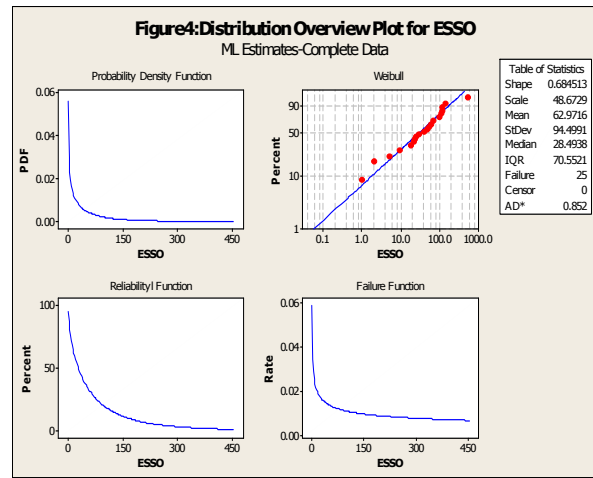 Figure4:Distribution Overview Plot for ESSO
ML Estimates-Complete Data
Probability Density Function
0.06
0.04
0.02
0.00
PDF
0 150 300 450
ESSO
Weibull
90
50
10
1
Percent
0.1 1.0 10.0 100.0 1000.0
ESSO
Table of Statistics
Shape 0.684513
Scale 48.6729
Mean 62.9716
StDev 94.4991
Median 28.4938
IQR 70.5521
Failure 25
Censor 0
AD* 0.852
Reliabilityl Function
100
50
0
Percent
0 150 300 450
ESSO
Failure Function
0.06
0.04
0.02
0.00
Rate
0 150 300 450
ESSO